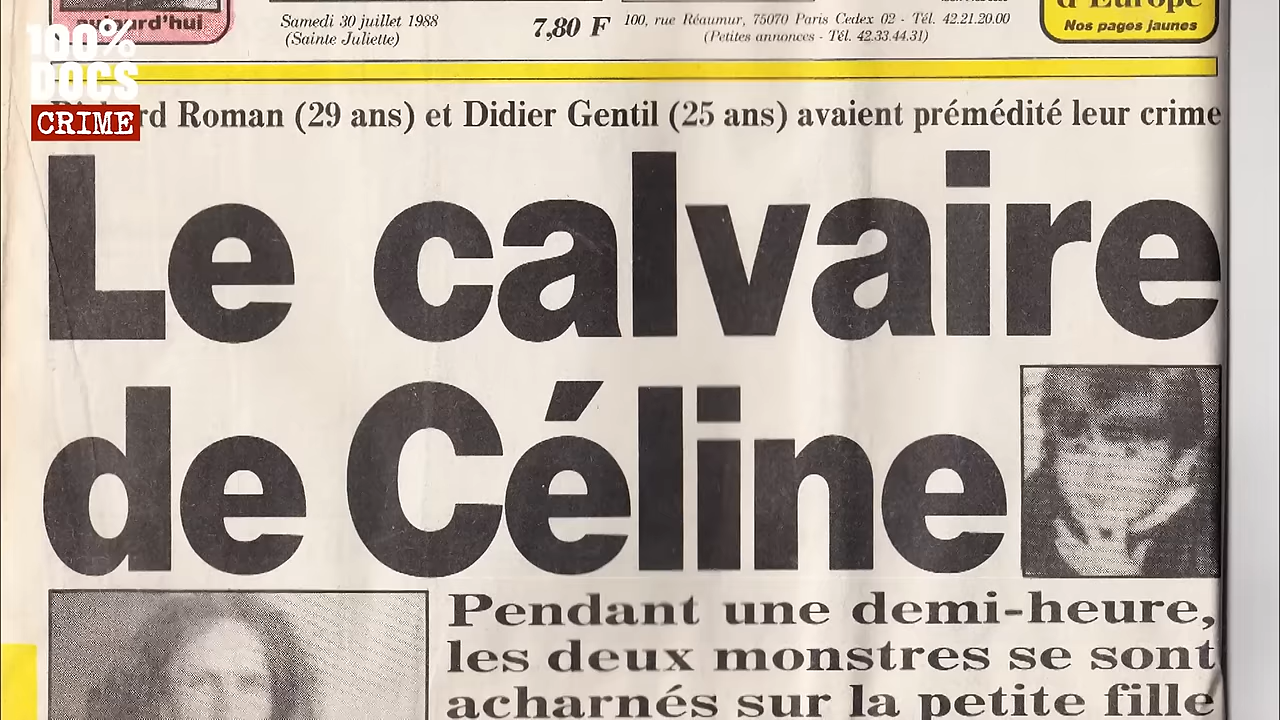 aujourd'hui
Samedi 30 juillet 1988
(Sainte Juliette)
7,80 F
100, rue Réaumur, 75070 Paris Cedex 02 - Tél. 42.21.20.00
(Petites annonces - Tél. 42.33.44.31)
d'Europe
Nos pages jaunes
100%
DOCS
CRIME
rd Roman (29 ans) et Didier Gentil (25 ans) avaient prémédité leur crime
Le calvaire
de Céline
Pendant une demi-heure,
les deux monstres se sont
acharnés sur la petite fille